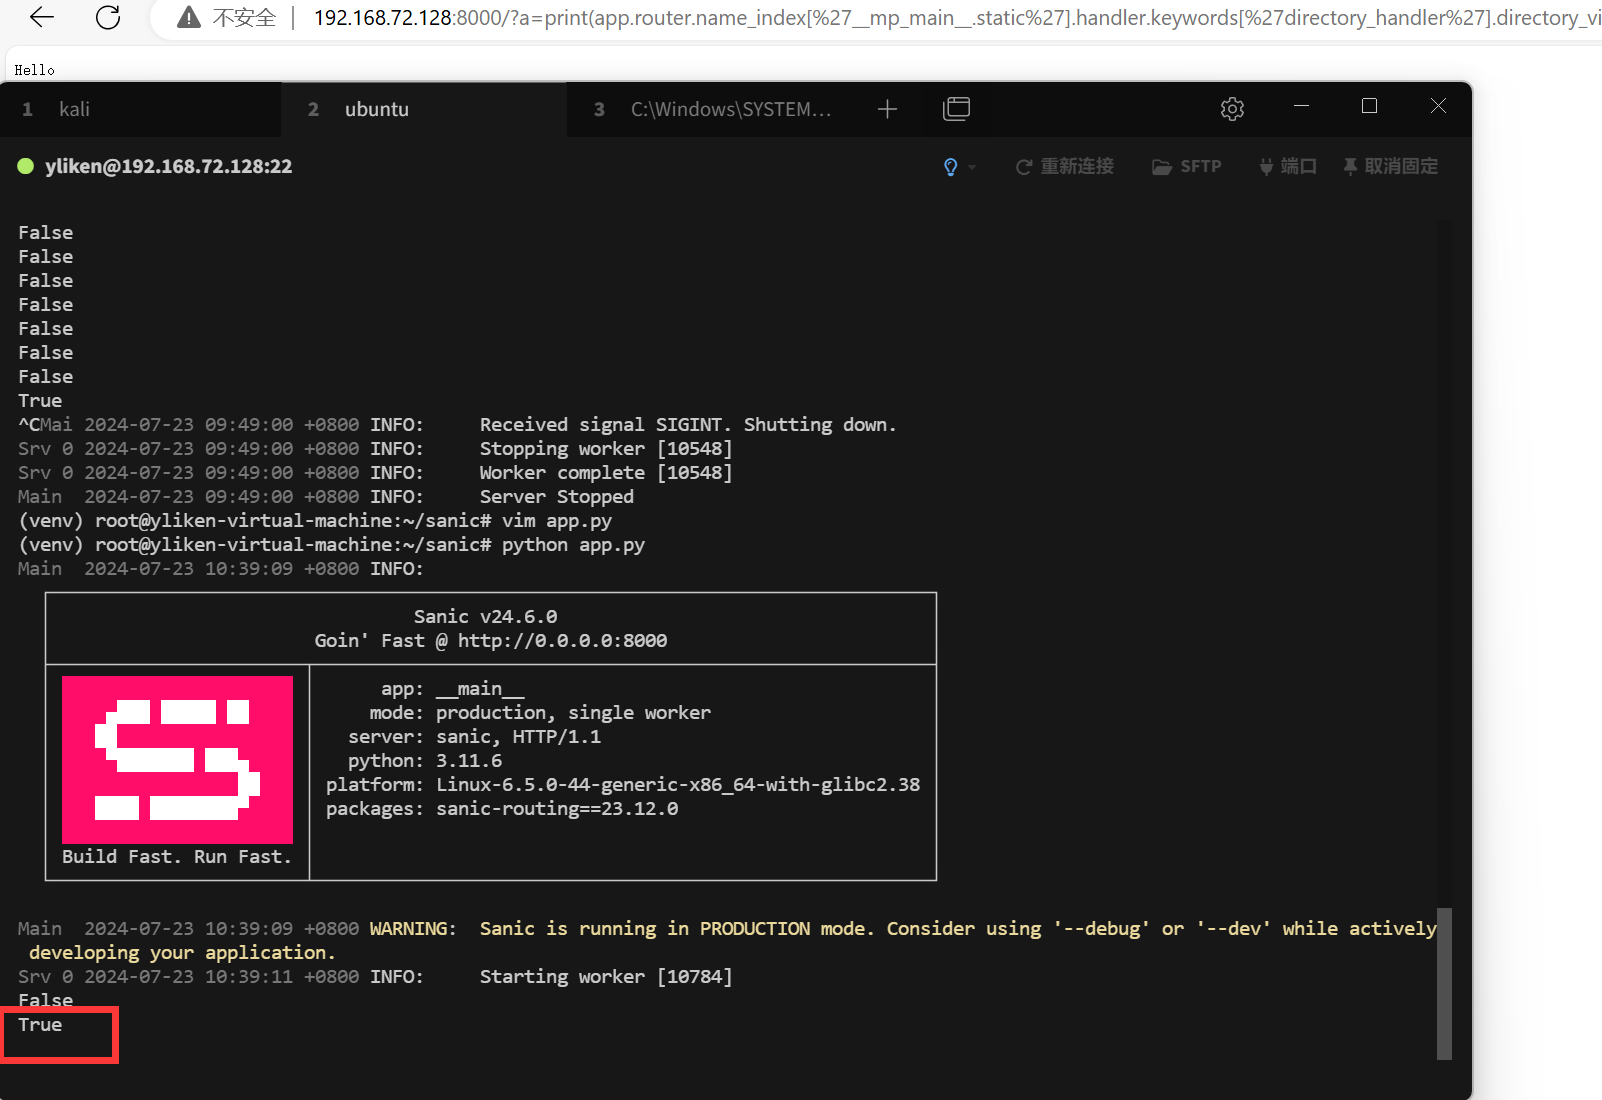 不安全 | 192.168.72.128:8000/?a=print(app.router.name_index[%27__mp_main__.static%27].handler.keywords[%27directory_handler%27].directory_vi
Hello
1 kali 2 ubuntu 3 C:\Windows\SYSTEM...
yliken@192.168.72.128:22 重新连接 SFTP 端口 取消固定
False
False
False
False
False
False
False
True
^CMai 2024-07-23 09:49:00 +0800 INFO: Received signal SIGINT. Shutting down.
Srv 0 2024-07-23 09:49:00 +0800 INFO: Stopping worker [10548]
Srv 0 2024-07-23 09:49:00 +0800 INFO: Worker complete [10548]
Main 2024-07-23 09:49:00 +0800 INFO: Server Stopped
(venv) root@yliken-virtual-machine:~/sanic# vim app.py
(venv) root@yliken-virtual-machine:~/sanic# python app.py
Main 2024-07-23 10:39:09 +0800 INFO:
Sanic v24.6.0
Goin' Fast @ http://0.0.0.0:8000
app: __main__
mode: production, single worker
server: sanic, HTTP/1.1
python: 3.11.6
platform: Linux-6.5.0-44-generic-x86_64-with-glibc2.38
packages: sanic-routing==23.12.0
Build Fast. Run Fast.
Main 2024-07-23 10:39:09 +0800 WARNING: Sanic is running in PRODUCTION mode. Consider using '--debug' or '--dev' while actively
developing your application.
Srv 0 2024-07-23 10:39:11 +0800 INFO: Starting worker [10784]
False
True